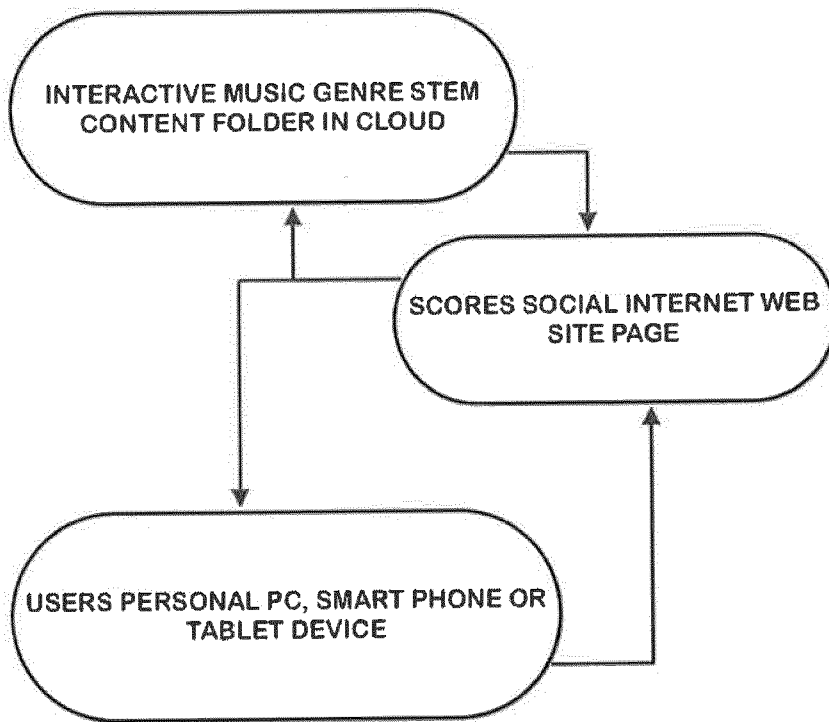 INTERACTIVE MUSIC GENRE STEM
CONTENT FOLDER IN CLOUD
SCORES SOCIAL INTERNET WEB
SITE PAGE
USERS PERSONAL PC, SMART PHONE OR
TABLET DEVICE